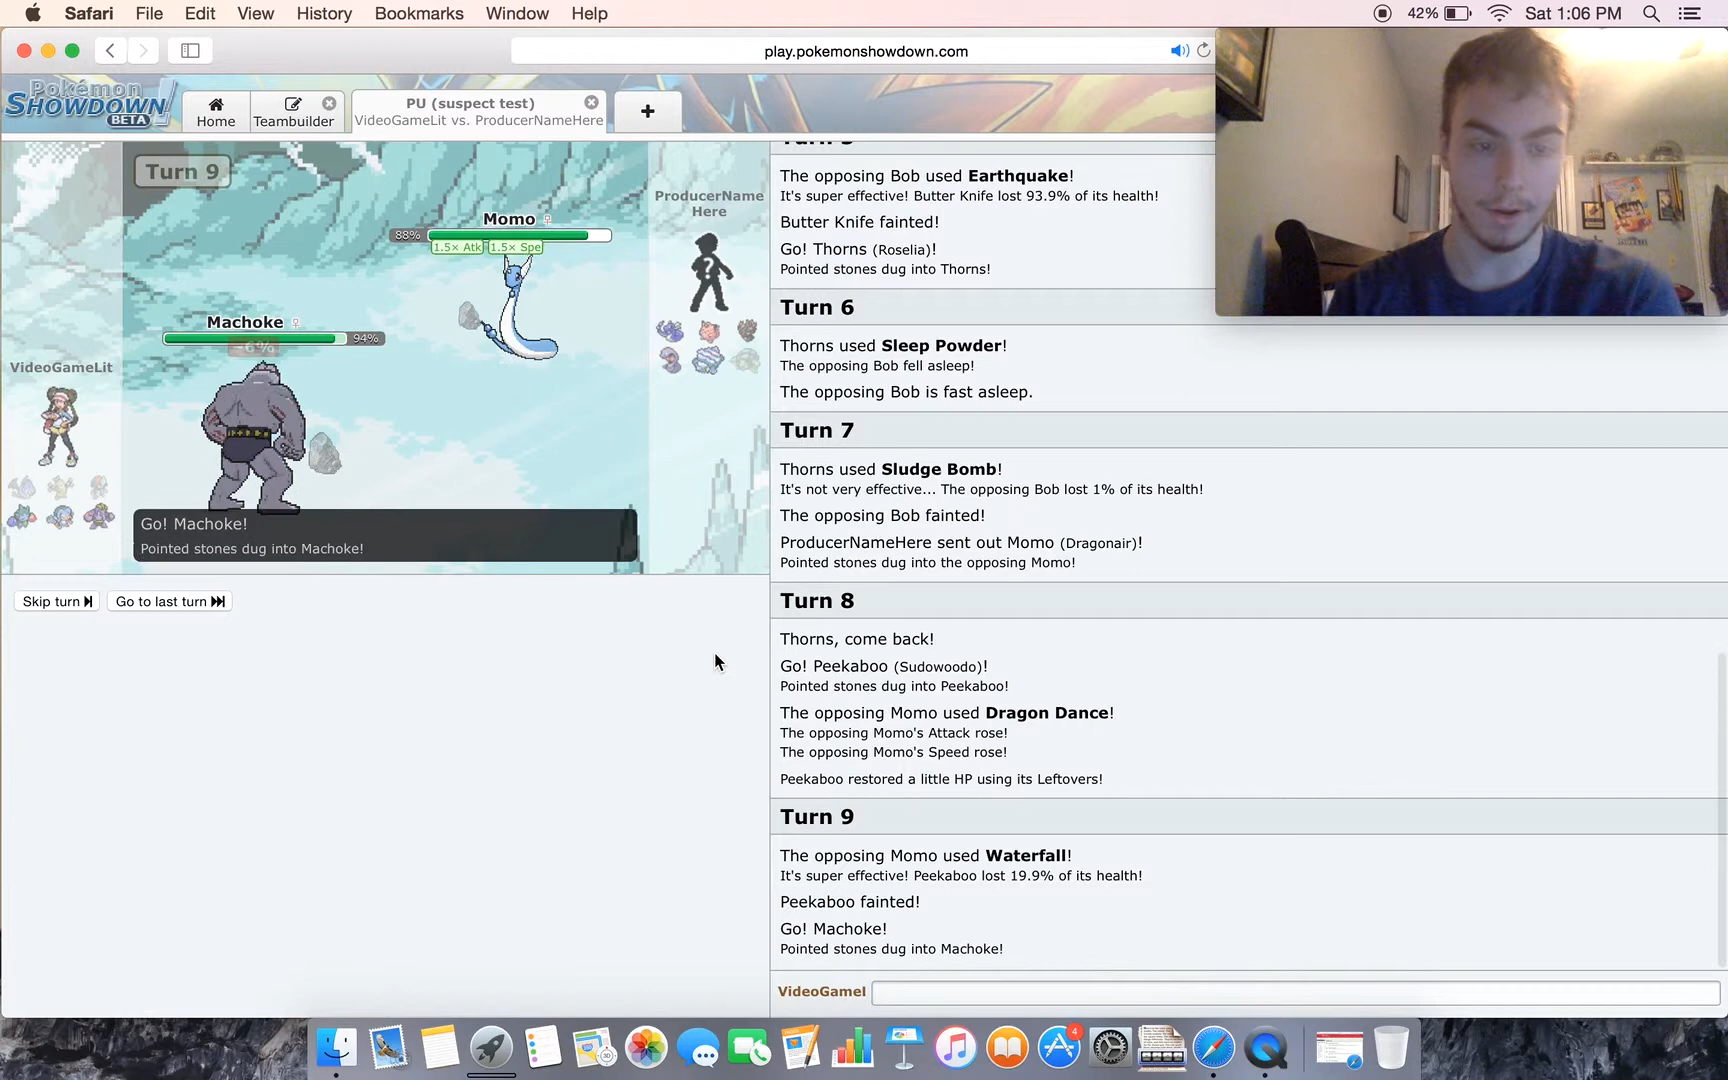 Safari File Edit View History Bookmarks Window Help 42% Sat 1:06 PM
play.pokemonshowdown.com
Pokémon
SHOWDOWN!
BETA
Home
Teambuilder
PU (suspect test)
VideoGameLit vs. ProducerNameHere
Turn 9
Momo
88%
1.5× Atk 1.5× Spe
Machoke
94%
-6%
VideoGameLit
ProducerName
Here
?
Go! Machoke!
Pointed stones dug into Machoke!
Skip turn Go to last turn
The opposing Bob used Earthquake!
It's super effective! Butter Knife lost 93.9% of its health!
Butter Knife fainted!
Go! Thorns (Roselia)!
Pointed stones dug into Thorns!
Turn 6
Thorns used Sleep Powder!
The opposing Bob fell asleep!
The opposing Bob is fast asleep.
Turn 7
Thorns used Sludge Bomb!
It's not very effective... The opposing Bob lost 1% of its health!
The opposing Bob fainted!
ProducerNameHere sent out Momo (Dragonair)!
Pointed stones dug into the opposing Momo!
Turn 8
Thorns, come back!
Go! Peekaboo (Sudowoodo)!
Pointed stones dug into Peekaboo!
The opposing Momo used Dragon Dance!
The opposing Momo's Attack rose!
The opposing Momo's Speed rose!
Peekaboo restored a little HP using its Leftovers!
Turn 9
The opposing Momo used Waterfall!
It's super effective! Peekaboo lost 19.9% of its health!
Peekaboo fainted!
Go! Machoke!
Pointed stones dug into Machoke!
VideoGamel
4